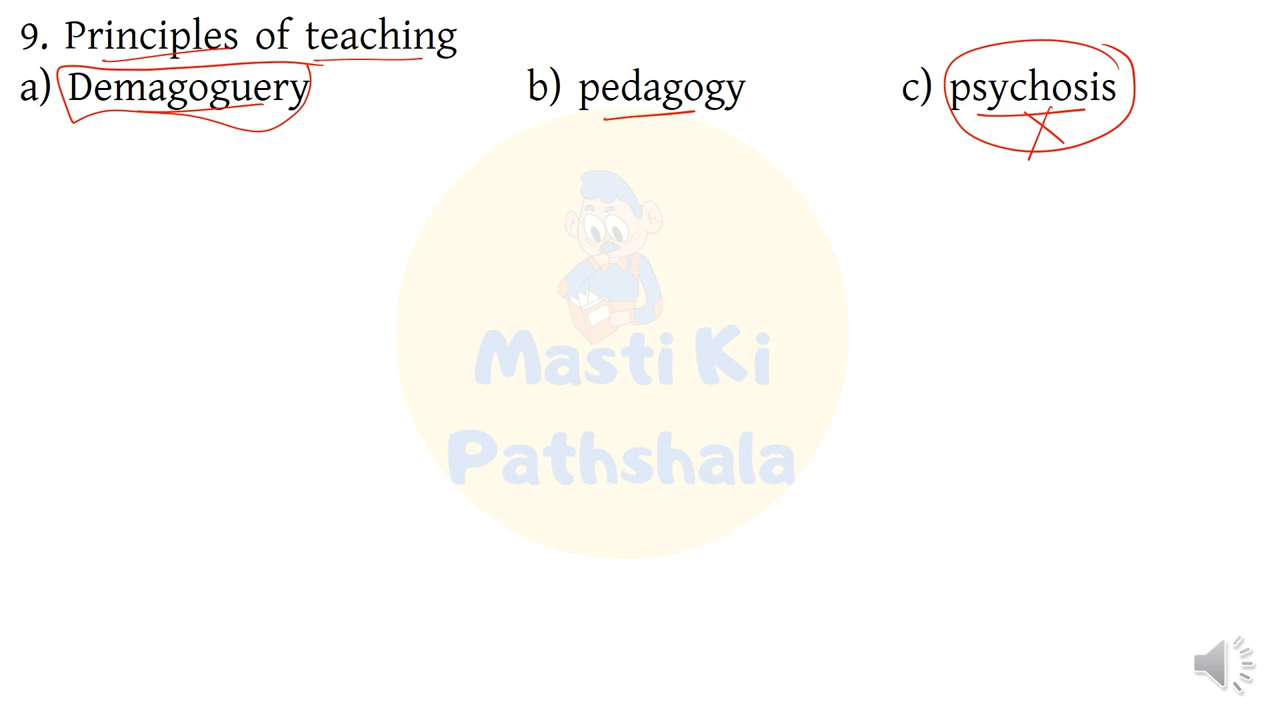 9. Principles of teaching
a) Demagoguery b) pedagogy c) psychosis
Masti Ki
Pathshala